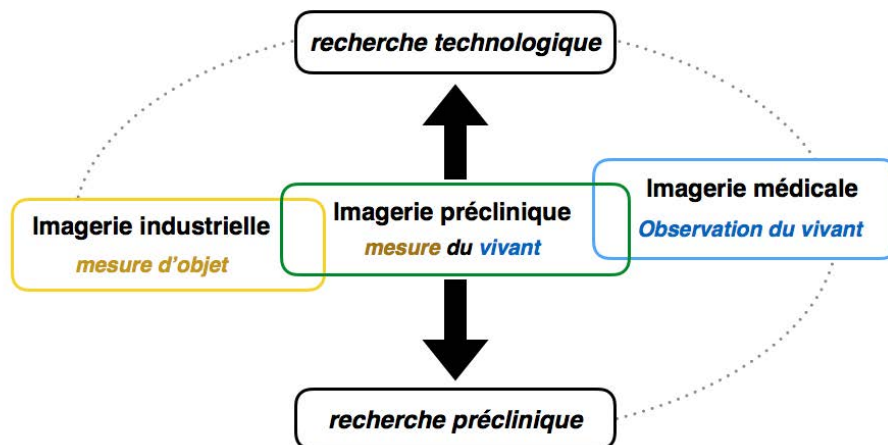 recherche technologique
Imagerie industrielle
mesure d'objet
Imagerie préclinique
mesure du vivant
Imagerie médicale
Observation du vivant
recherche préclinique